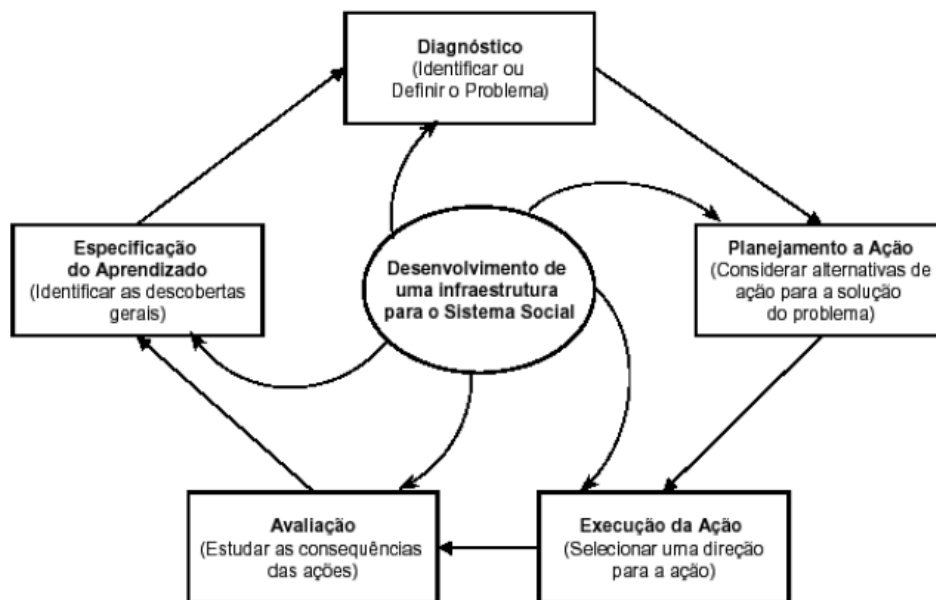 Diagnóstico
(Identificar ou
Definir o Problema)
Especificação
do Aprendizado
(Identificar as descobertas
gerais)
Desenvolvimento de
uma infraestrutura
para o Sistema Social
Planejamento a Ação
(Considerar alternativas de
ação para a solução
do problema)
Avaliação
(Estudar as consequências
das ações)
Execução da Ação
(Selecionar uma direção
para a ação)